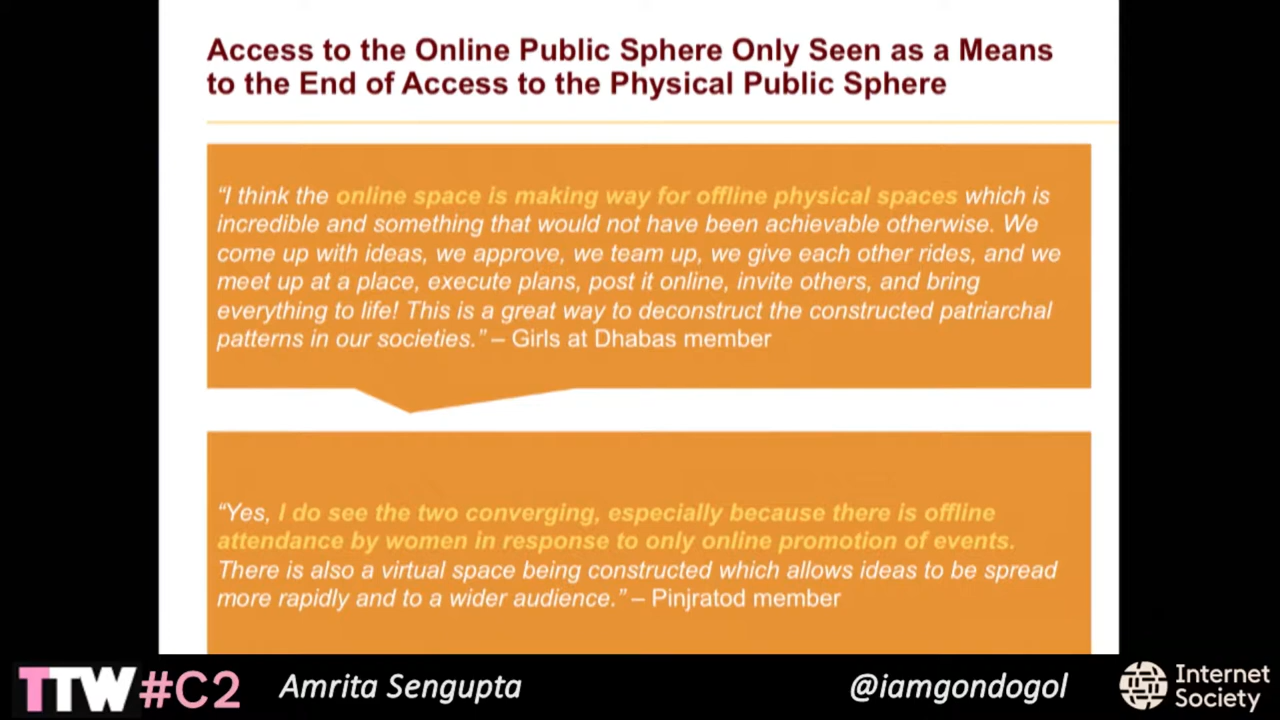 Access to the Online Public Sphere Only Seen as a Means
to the End of Access to the Physical Public Sphere
“I think the online space is making way for offline physical spaces which is
incredible and something that would not have been achievable otherwise. We
come up with ideas, we approve, we team up, we give each other rides, and we
meet up at a place, execute plans, post it online, invite others, and bring
everything to life! This is a great way to deconstruct the constructed patriarchal
patterns in our societies.” – Girls at Dhabas member
“Yes, I do see the two converging, especially because there is offline
attendance by women in response to only online promotion of events.
There is also a virtual space being constructed which allows ideas to be spread
more rapidly and to a wider audience.” – Pinjratod member
TTW #C2
Amrita Sengupta
@iamgondogol
Internet
Society